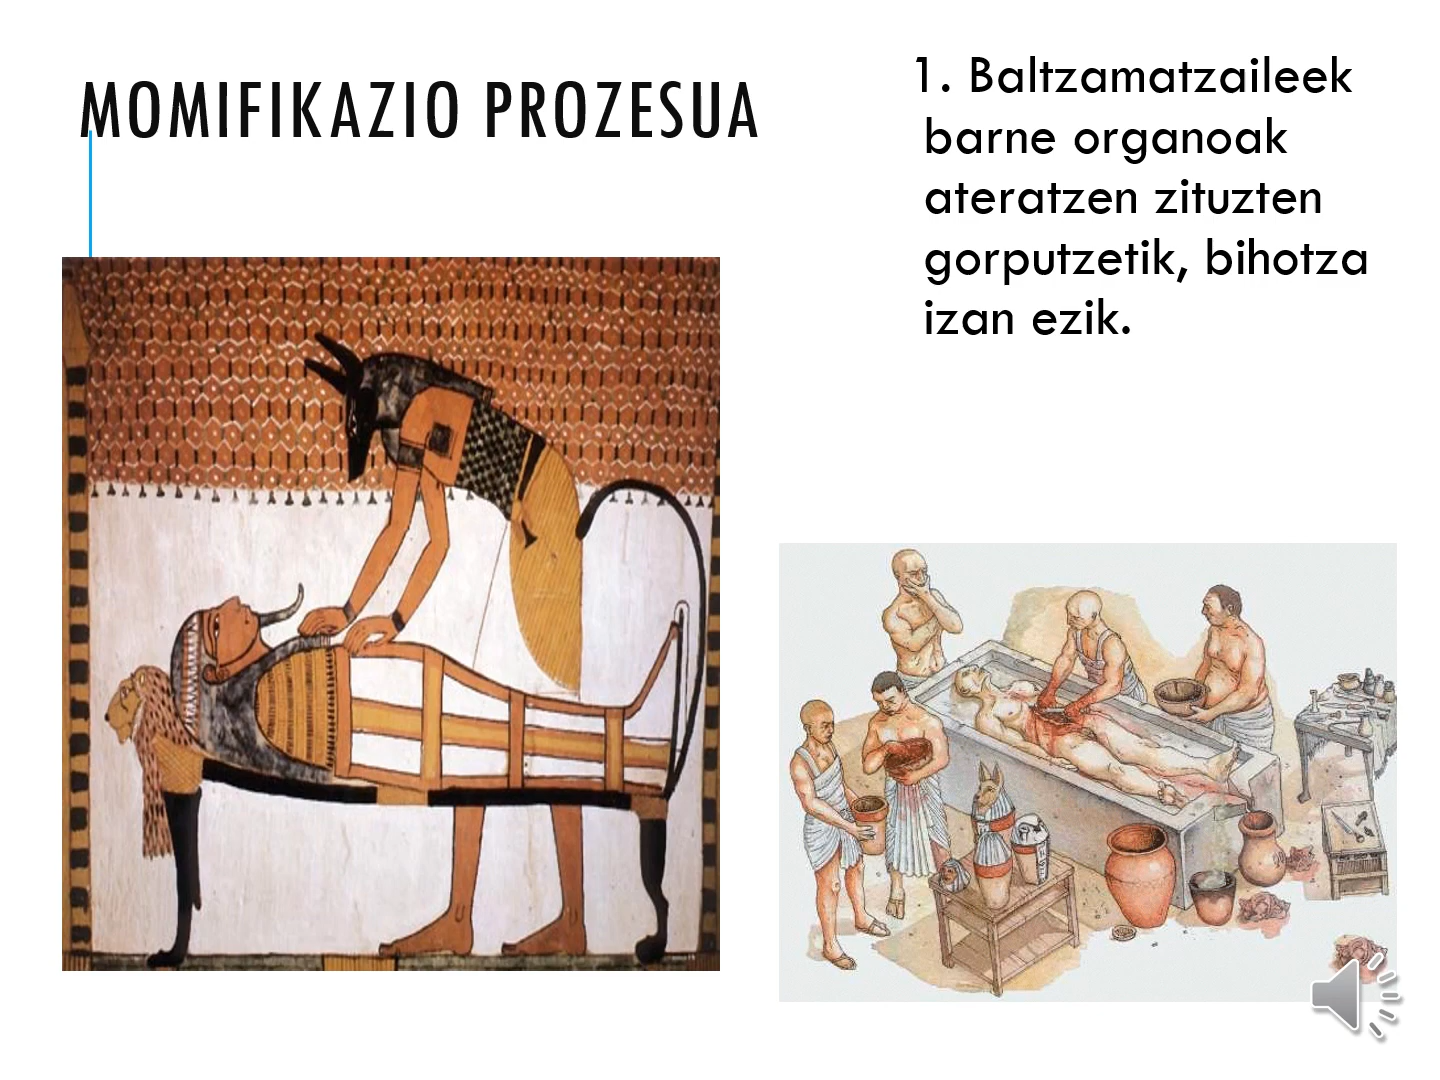 MOMIFIKAZIO PROZESUA
1. Baltzamatzaileek
barne organoak
ateratzen zituzten
gorputzetik, bihotza
izan ezik.